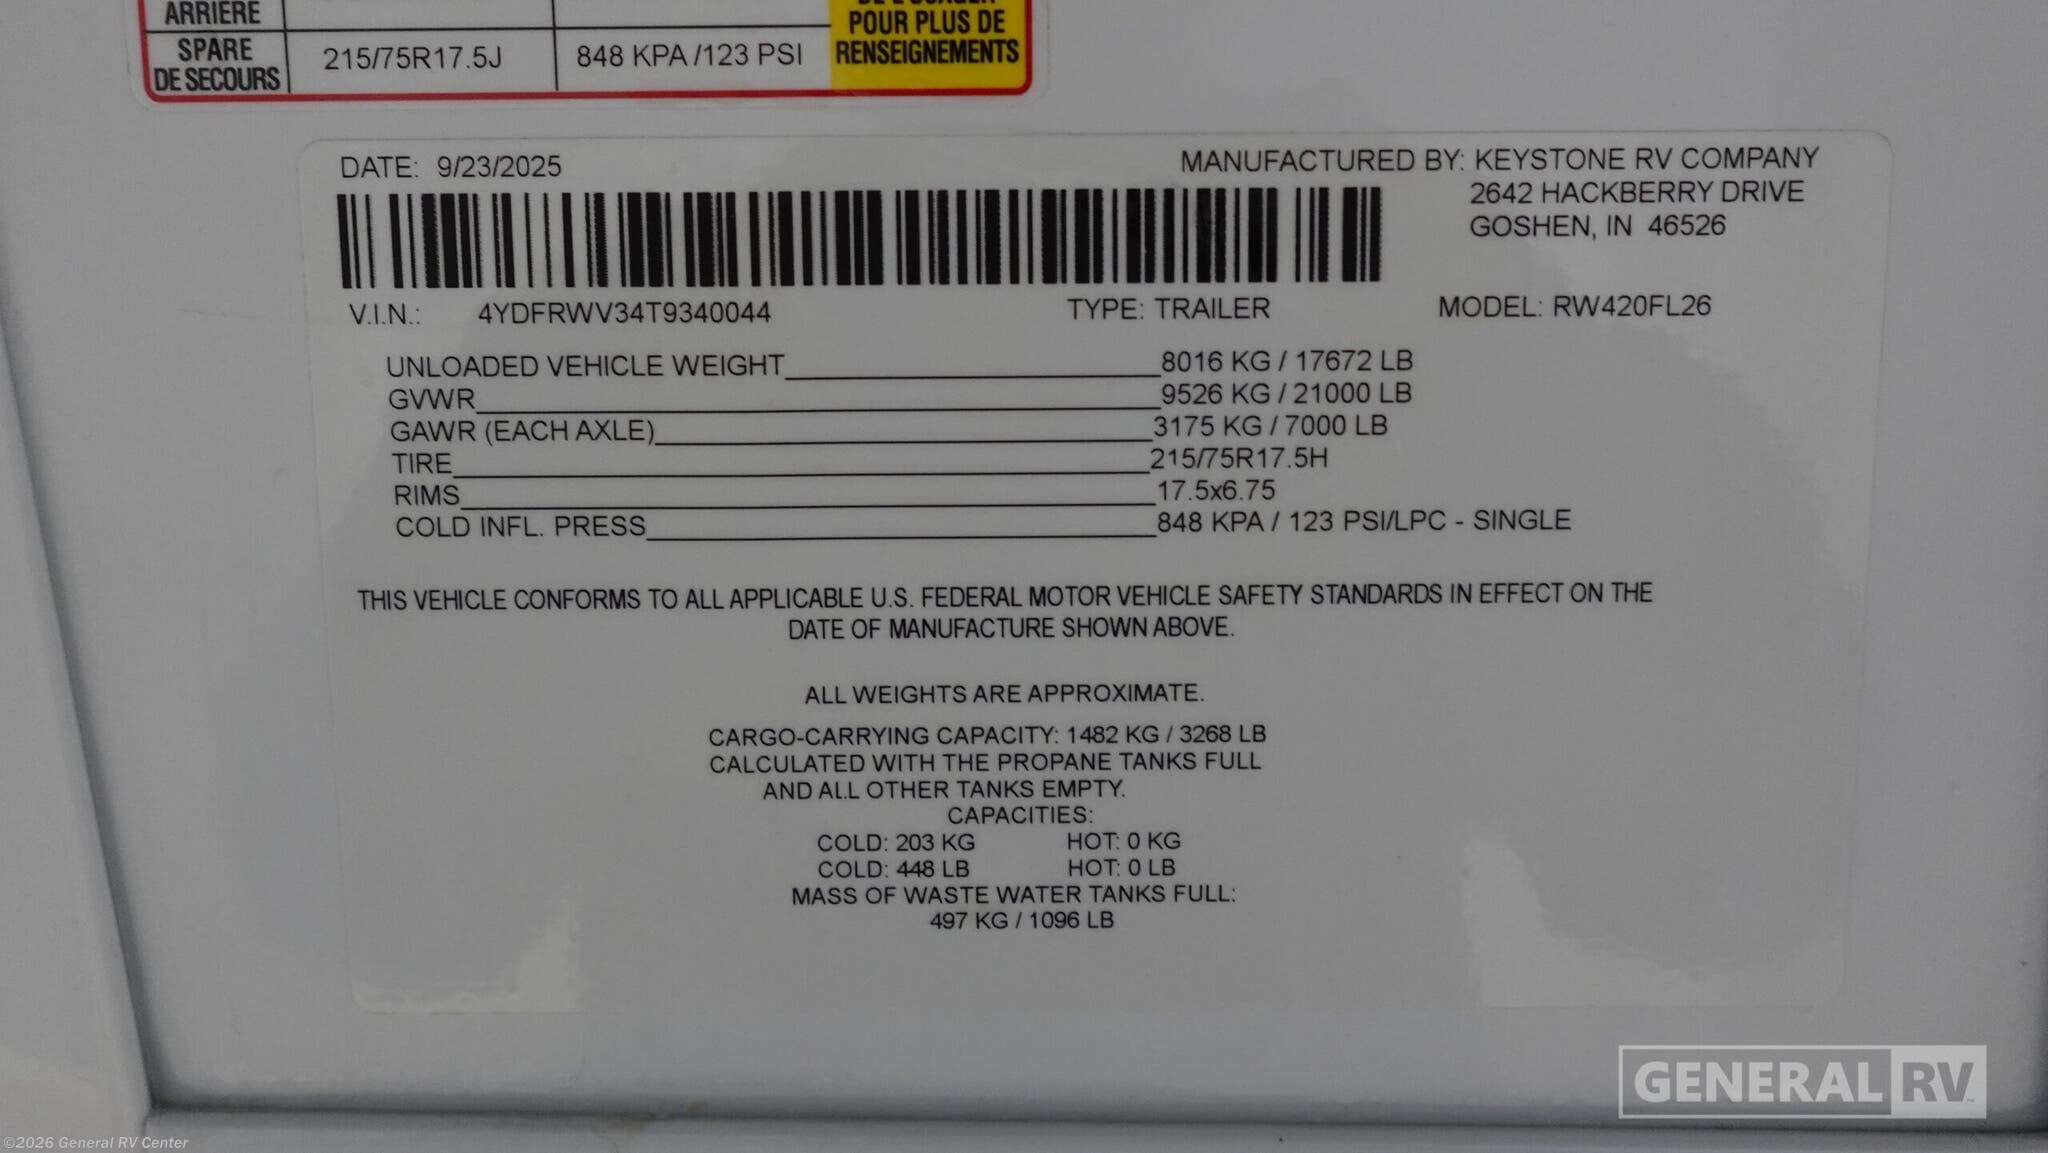 ARRIERE
SPARE
DE SECOURS
215/75R17.5J
848 KPA /123 PSI
POUR PLUS DE
RENSEIGNEMENTS
DATE: 9/23/2025
MANUFACTURED BY: KEYSTONE RV COMPANY
2642 HACKBERRY DRIVE
GOSHEN, IN 46526
V.I.N.: 4YDFRWV34T9340044
TYPE: TRAILER
MODEL: RW420FL26
UNLOADED VEHICLE WEIGHT 8016 KG / 17672 LB
GVWR 9526 KG / 21000 LB
GAWR (EACH AXLE) 3175 KG / 7000 LB
TIRE 215/75R17.5H
RIMS 17.5x6.75
COLD INFL. PRESS 848 KPA / 123 PSI/LPC - SINGLE
THIS VEHICLE CONFORMS TO ALL APPLICABLE U.S. FEDERAL MOTOR VEHICLE SAFETY STANDARDS IN EFFECT ON THE
DATE OF MANUFACTURE SHOWN ABOVE.
ALL WEIGHTS ARE APPROXIMATE.
CARGO-CARRYING CAPACITY: 1482 KG / 3268 LB
CALCULATED WITH THE PROPANE TANKS FULL
AND ALL OTHER TANKS EMPTY.
CAPACITIES:
COLD: 203 KG HOT: 0 KG
COLD: 448 LB HOT: 0 LB
MASS OF WASTE WATER TANKS FULL:
497 KG / 1096 LB
GENERAL RV
©2026 General RV Center